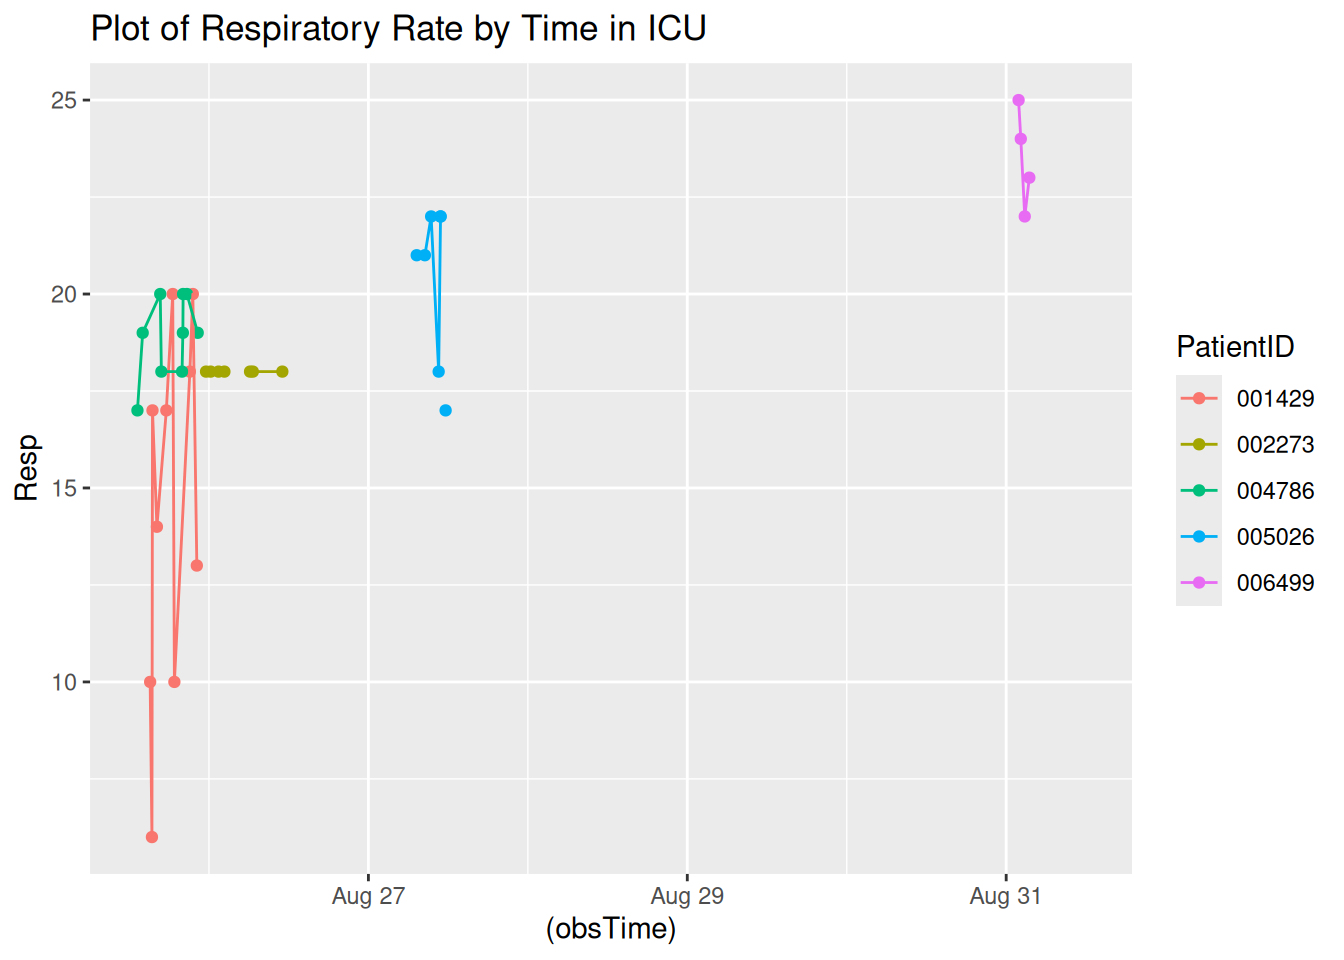 Plot of Respiratory Rate by Time in ICU
25
20
15
10
Resp
Aug 27
Aug 29
Aug 31
(obsTime)
PatientID
001429
002273
004786
005026
006499